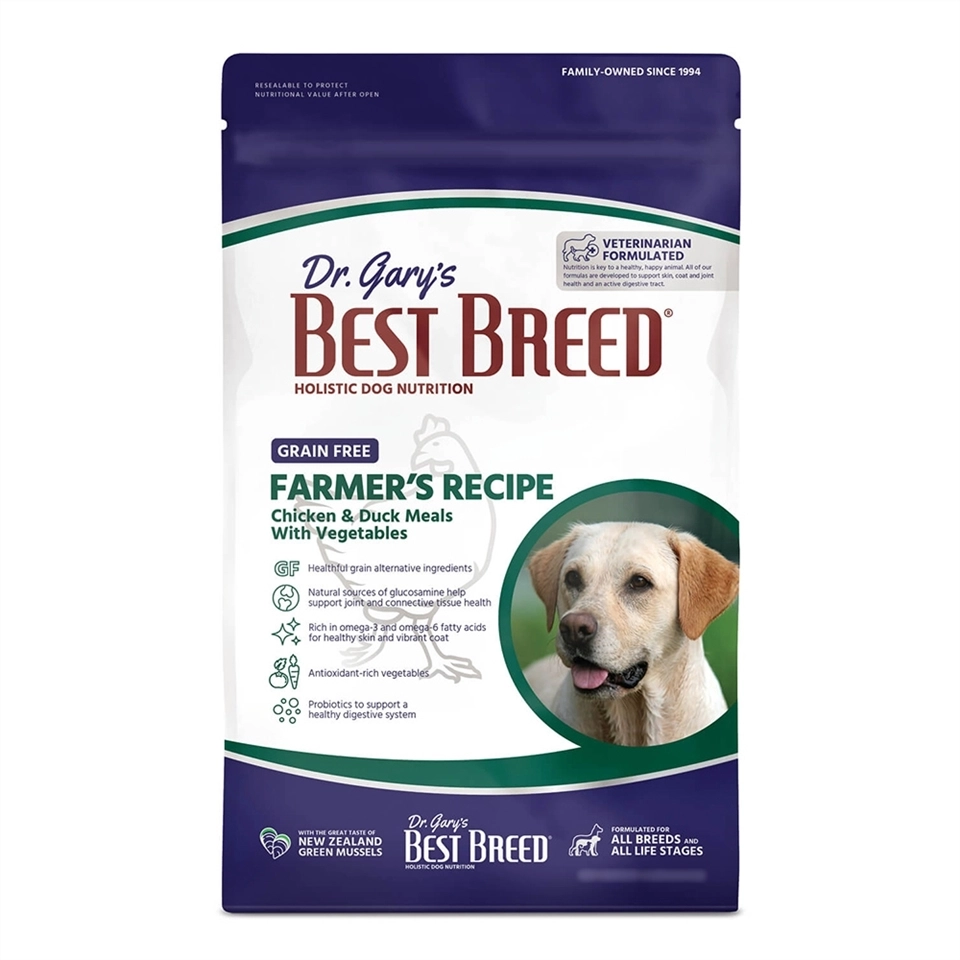 RESEALABLE TO PROTECT
NUTRITIONAL VALUE AFTER OPEN
FAMILY-OWNED SINCE 1994
VETERINARIAN
FORMULATED
Nutrition is key to a healthy, happy animal. All of our
formulas are developed to support skin, coat and joint
health and an active digestive tract.
Dr. Gary's
BEST BREED®
HOLISTIC DOG NUTRITION
GRAIN FREE
FARMER'S RECIPE
Chicken & Duck Meals
With Vegetables
GF Healthful grain alternative ingredients
Natural sources of glucosamine help
support joint and connective tissue health
Rich in omega-3 and omega-6 fatty acids
for healthy skin and vibrant coat
Antioxidant-rich vegetables
Probiotics to support a
healthy digestive system
WITH THE GREAT TASTE OF
NEW ZEALAND
GREEN MUSSELS
Dr. Gary's
BEST BREED®
HOLISTIC DOG NUTRITION
FORMULATED FOR
ALL BREEDS AND
ALL LIFE STAGES